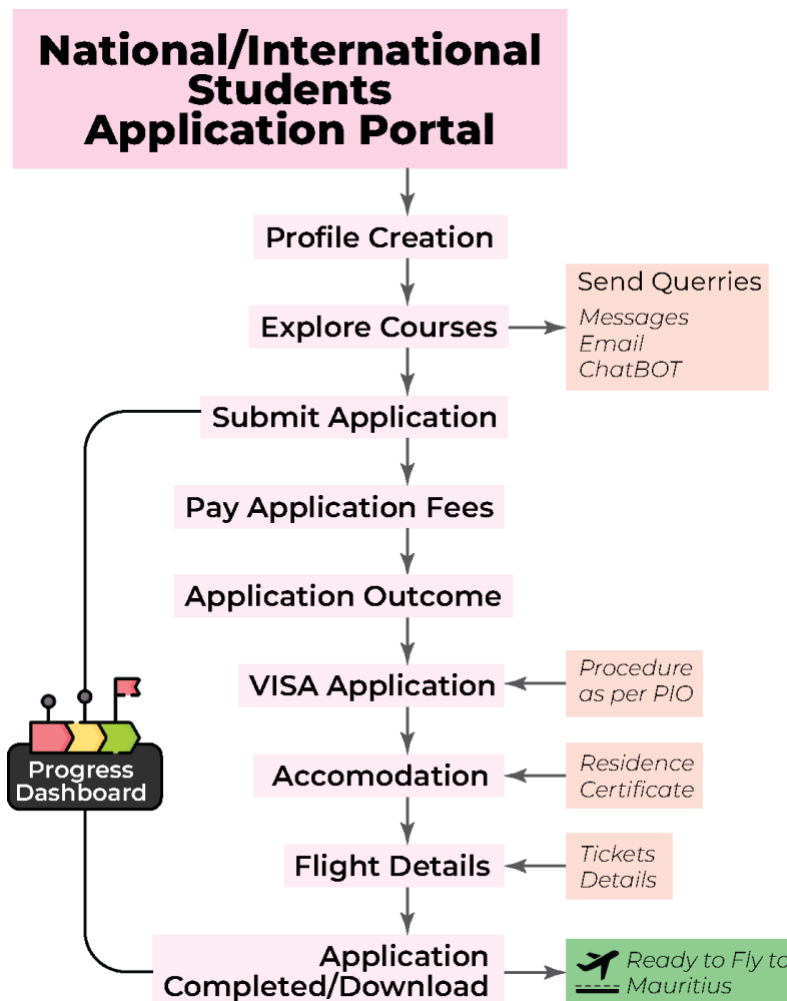 National/International
Students
Application Portal
Profile Creation
Explore Courses
Send Querries
Messages
Email
ChatBOT
Submit Application
Pay Application Fees
Application Outcome
VISA Application
Procedure
as per PIO
Progress
Dashboard
Accomodation
Residence
Certificate
Flight Details
Tickets
Details
Application
Completed/Download
Ready to Fly to
Mauritius